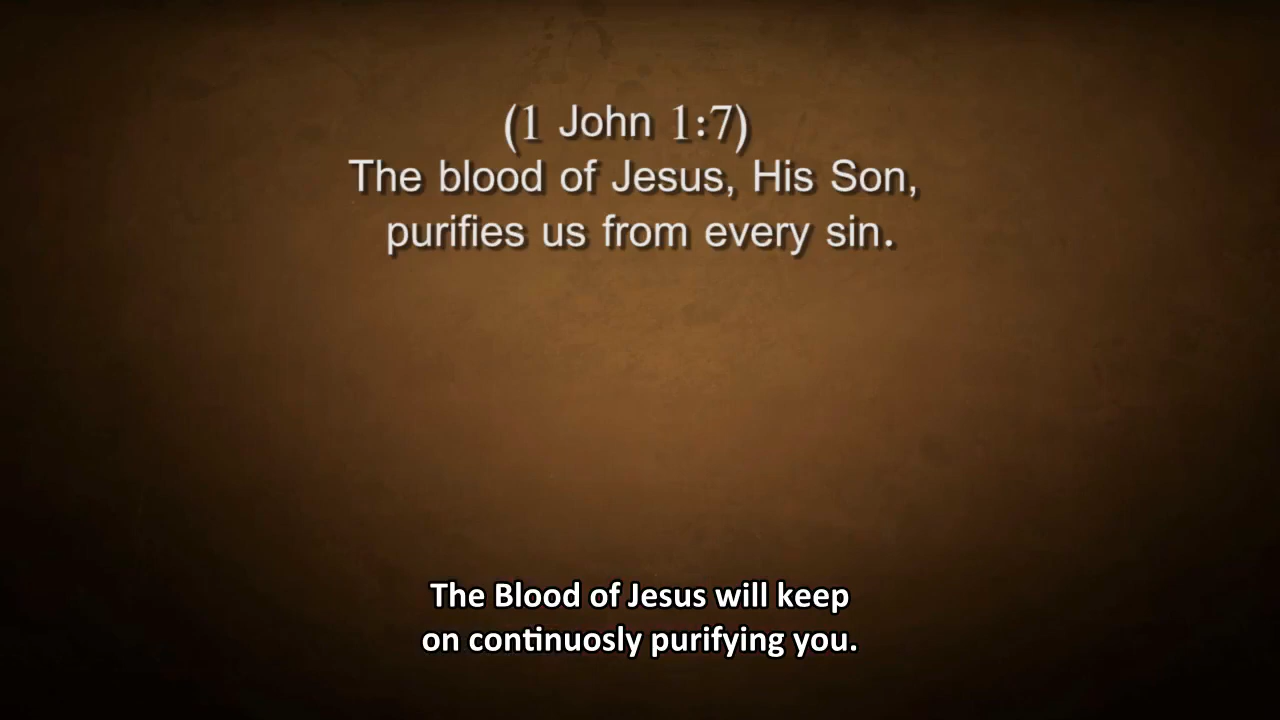 (1 John 1:7)
The blood of Jesus, His Son,
purifies us from every sin.
The Blood of Jesus will keep
on continuosly purifying you.